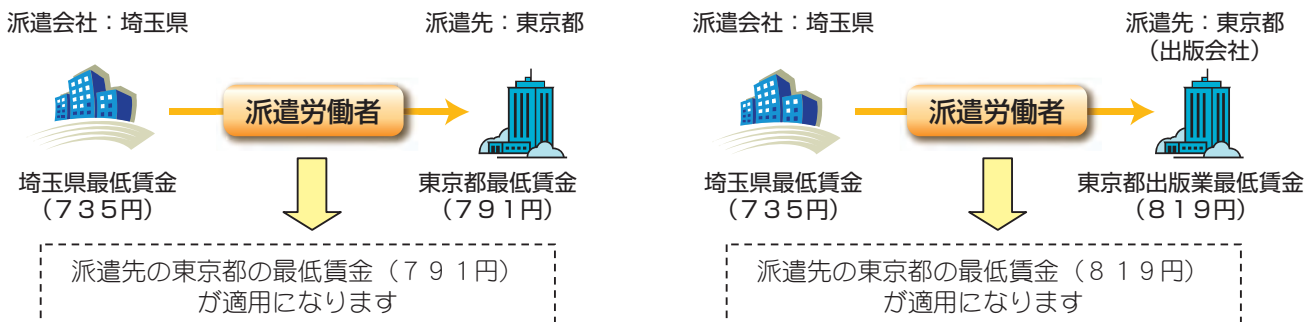 派遣会社：埼玉県
派遣先：東京都
派遣労働者
埼玉県最低賃金
（７３５円）
東京都最低賃金
（７９１円）
派遣先の東京都の最低賃金（７９１円）
が適用になります
派遣会社：埼玉県
派遣先：東京都
（出版会社）
派遣労働者
埼玉県最低賃金
（７３５円）
東京都出版業最低賃金
（８１９円）
派遣先の東京都の最低賃金（８１９円）
が適用になります